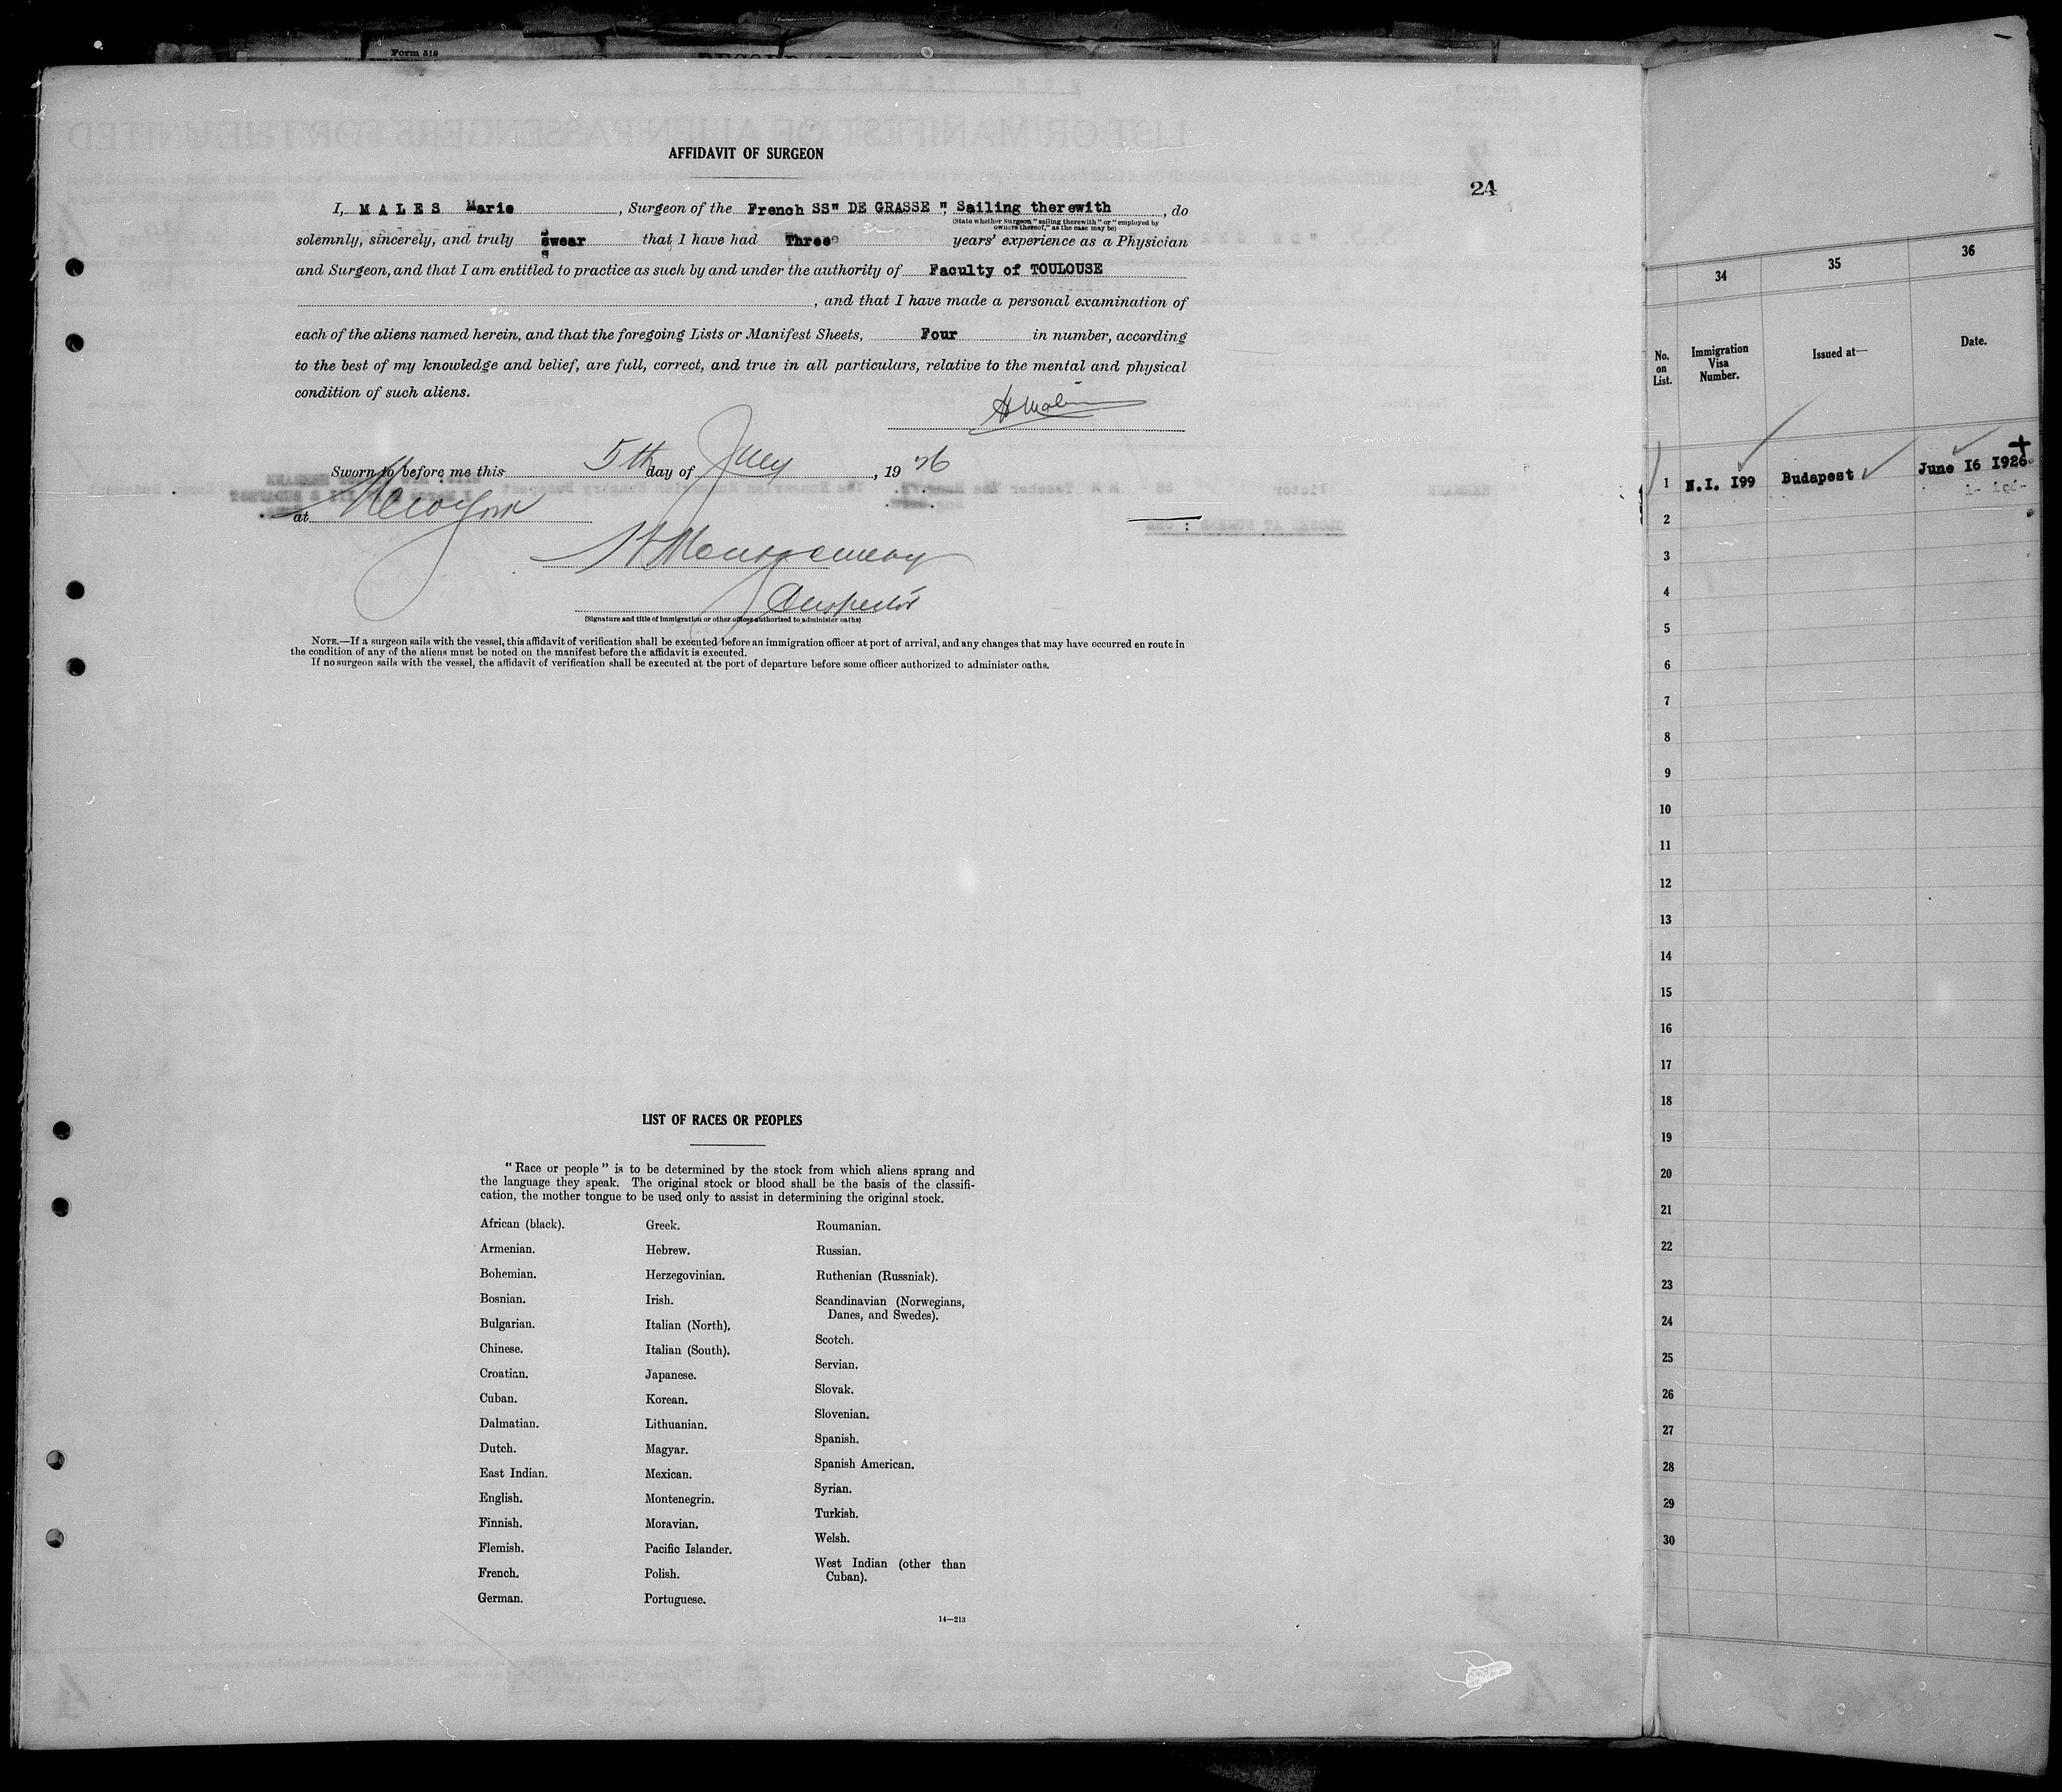 Form 518
AFFIDAVIT OF SURGEON
24
I, MALES Marie, Surgeon of the French SS" DE GRASSE ", Sailing therewith, do
(State whether Surgeon "sailing therewith" or "employed by
owners thereof," as the case may be)
solemnly, sincerely, and truly swear that I have had Three years' experience as a Physician
and Surgeon, and that I am entitled to practice as such by and under the authority of Faculty of TOULOUSE
, and that I have made a personal examination of
each of the aliens named herein, and that the foregoing Lists or Manifest Sheets, Four in number, according
to the best of my knowledge and belief, are full, correct, and true in all particulars, relative to the mental and physical
condition of such aliens.
Sworn to before me this 5th day of July, 1926
at New York
Montgomery
Inspector
(Signature and title of immigration or other officer authorized to administer oaths)
NOTE.—If a surgeon sails with the vessel, this affidavit of verification shall be executed before an immigration officer at port of arrival, and any changes that may have occurred en route in
the condition of any of the aliens must be noted on the manifest before the affidavit is executed.
If no surgeon sails with the vessel, the affidavit of verification shall be executed at the port of departure before some officer authorized to administer oaths.
LIST OF RACES OR PEOPLES
"Race or people" is to be determined by the stock from which aliens sprang and
the language they speak. The original stock or blood shall be the basis of the classifi-
cation, the mother tongue to be used only to assist in determining the original stock.
African (black).
Armenian.
Bohemian.
Bosnian.
Bulgarian.
Chinese.
Croatian.
Cuban.
Dalmatian.
Dutch.
East Indian.
English.
Finnish.
Flemish.
French.
German.
Greek.
Hebrew.
Herzegovinian.
Irish.
Italian (North).
Italian (South).
Japanese.
Korean.
Lithuanian.
Magyar.
Mexican.
Montenegrin.
Moravian.
Pacific Islander.
Polish.
Portuguese.
Roumanian.
Russian.
Ruthenian (Russniak).
Scandinavian (Norwegians,
Danes, and Swedes).
Scotch.
Servian.
Slovak.
Slovenian.
Spanish.
Spanish American.
Syrian.
Turkish.
Welsh.
West Indian (other than
Cuban).
14—213
34 35 36
No. on List. Immigration Visa Number. Issued at— Date.
1 N.I. I99 Budapest June I6 I926
2
3
4
5
6
7
8
9
10
11
12
13
14
15
16
17
18
19
20
21
22
23
24
25
26
27
28
29
30